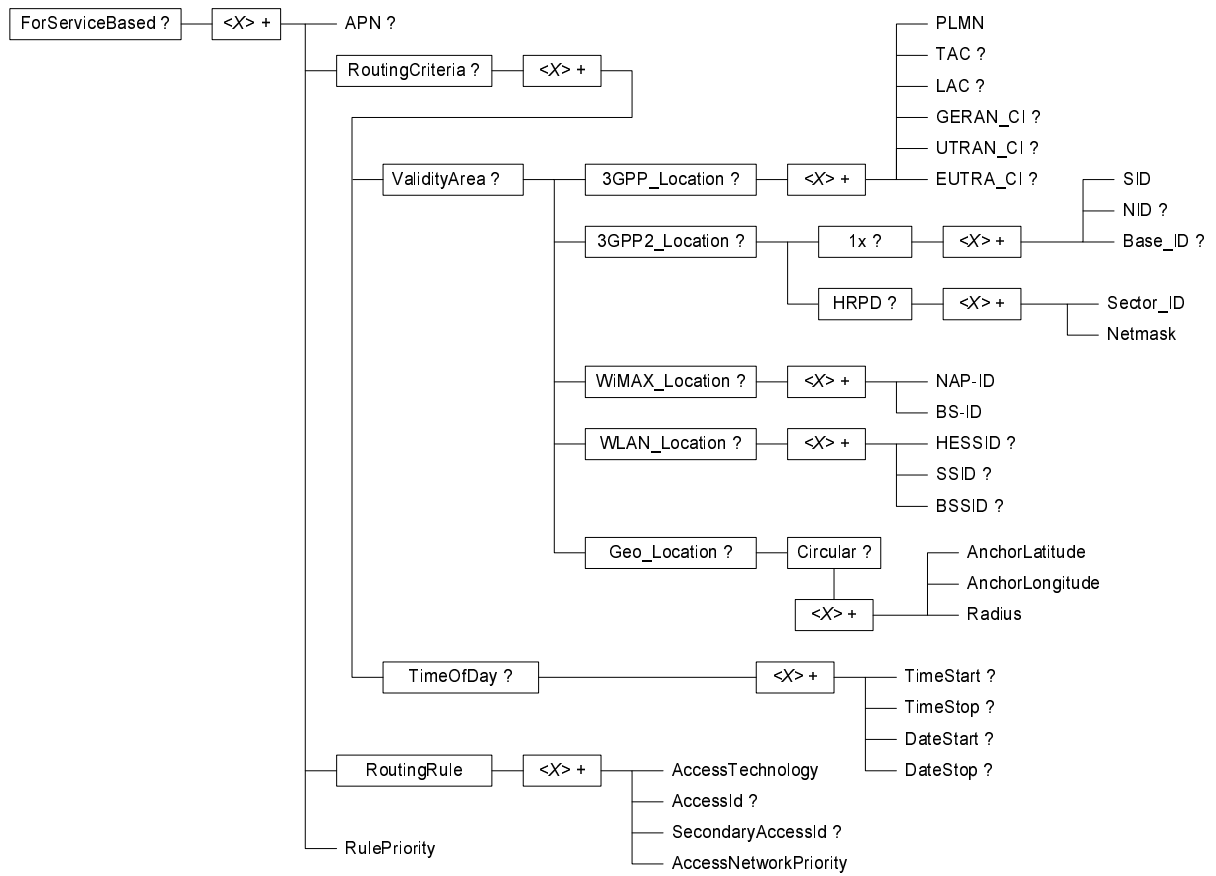 ForServiceBased ? <X> + APN ?
RoutingCriteria ? <X> +
PLMN
TAC ?
LAC ?
GERAN_CI ?
UTRAN_CI ?
ValidityArea ? 3GPP_Location ? <X> + EUTRA_CI ?
SID
NID ?
3GPP2_Location ? 1x ? <X> + Base_ID ?
HRPD ? <X> + Sector_ID
Netmask
WiMAX_Location ? <X> + NAP-ID
BS-ID
WLAN_Location ? <X> + HESSID ?
SSID ?
BSSID ?
Geo_Location ? Circular ? AnchorLatitude
AnchorLongitude
<X> + Radius
TimeOfDay ? <X> + TimeStart ?
TimeStop ?
DateStart ?
DateStop ?
RoutingRule <X> + AccessTechnology
AccessId ?
SecondaryAccessId ?
AccessNetworkPriority
RulePriority